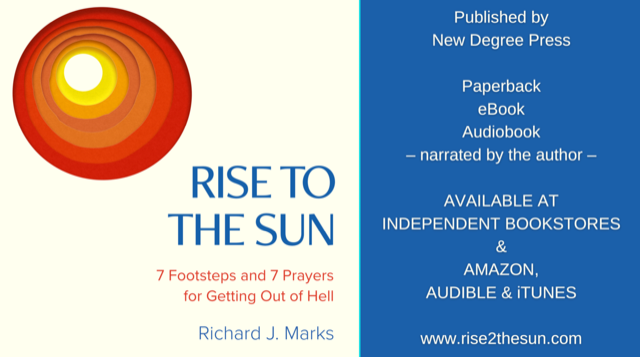 RISE TO
THE SUN
7 Footsteps and 7 Prayers
for Getting Out of Hell
Richard J. Marks
Published by
New Degree Press
Paperback
eBook
Audiobook
– narrated by the author –
AVAILABLE AT
INDEPENDENT BOOKSTORES
&
AMAZON,
AUDIBLE & iTUNES
www.rise2thesun.com